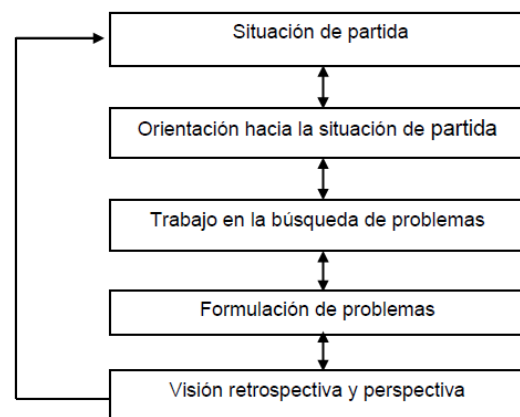 Situación de partida
Orientación hacia la situación de partida
Trabajo en la búsqueda de problemas
Formulación de problemas
Visión retrospectiva y perspectiva